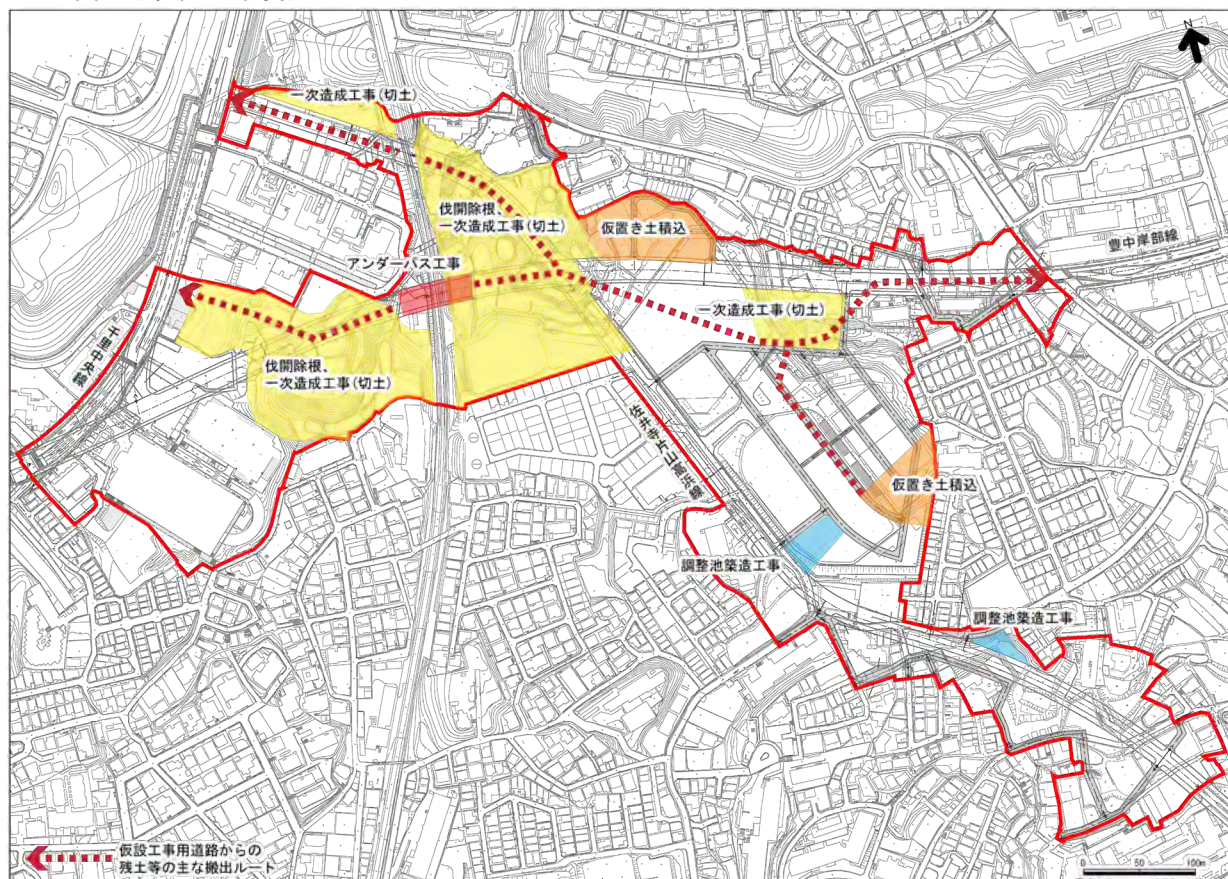 一次造成工事(切土)
伐開除根、
一次造成工事(切土)
仮置き土積込
豊中岸部線
アンダーパス工事
一次造成工事(切土)
千里中央線
伐開除根、
一次造成工事(切土)
佐井寺片山高浜線
仮置き土積込
調整池築造工事
調整池築造工事
仮設工事用道路からの
残土等の主な搬出ルート
0 50 100m
N